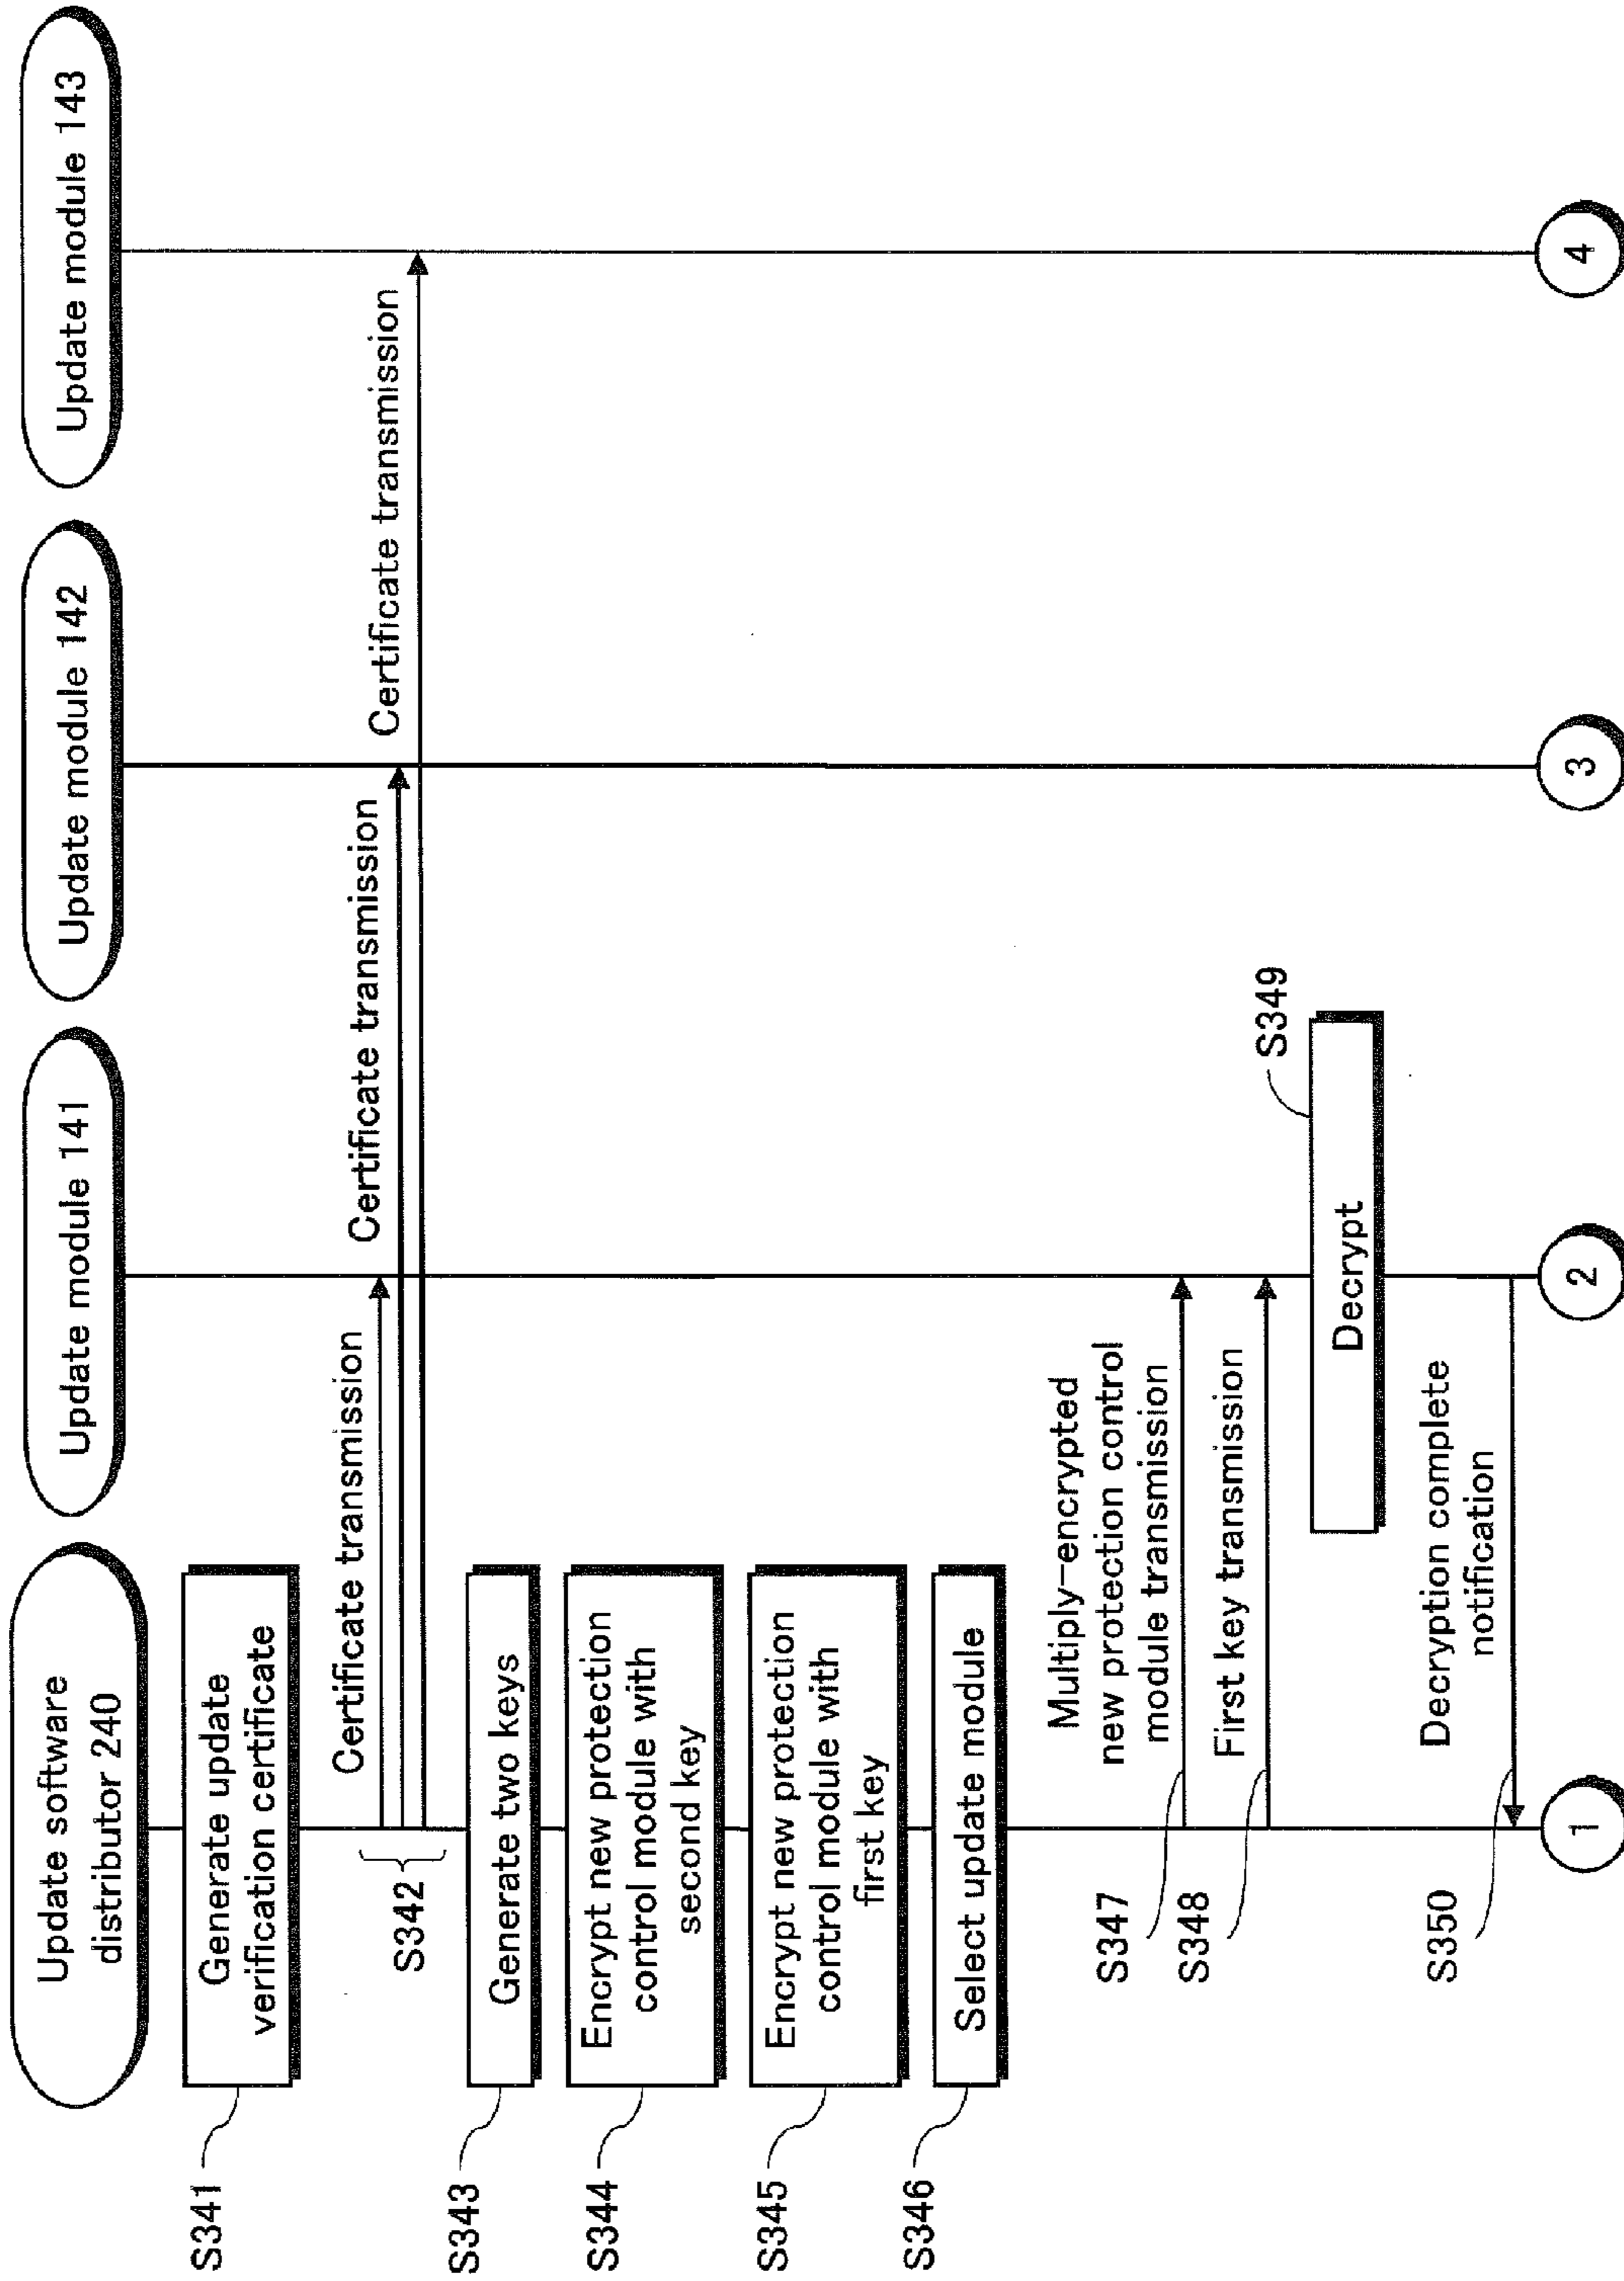 Update software
distributor 240
Update module 141
Update module 142
Update module 143
S341
Generate update
verification certificate
Certificate transmission
Certificate transmission
Certificate transmission
S342
S343
Generate two keys
S344
Encrypt new protection
control module with
second key
S345
Encrypt new protection
control module with
first key
S346
Select update module
Multiply-encrypted
new protection control
module transmission
S347
First key transmission
S348
Decrypt
S349
Decryption complete
notification
S350
1
2
3
4